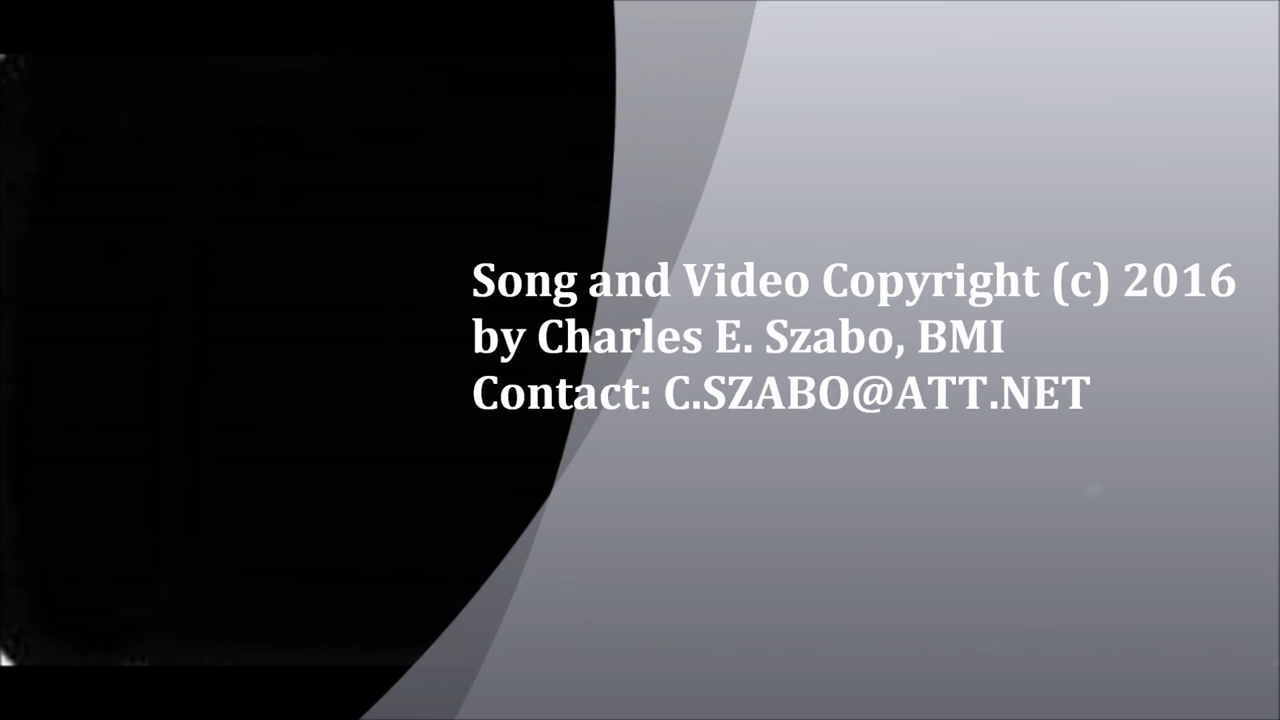 Song and Video Copyright (c) 2016
by Charles E. Szabo, BMI
Contact: C.SZABO@ATT.NET